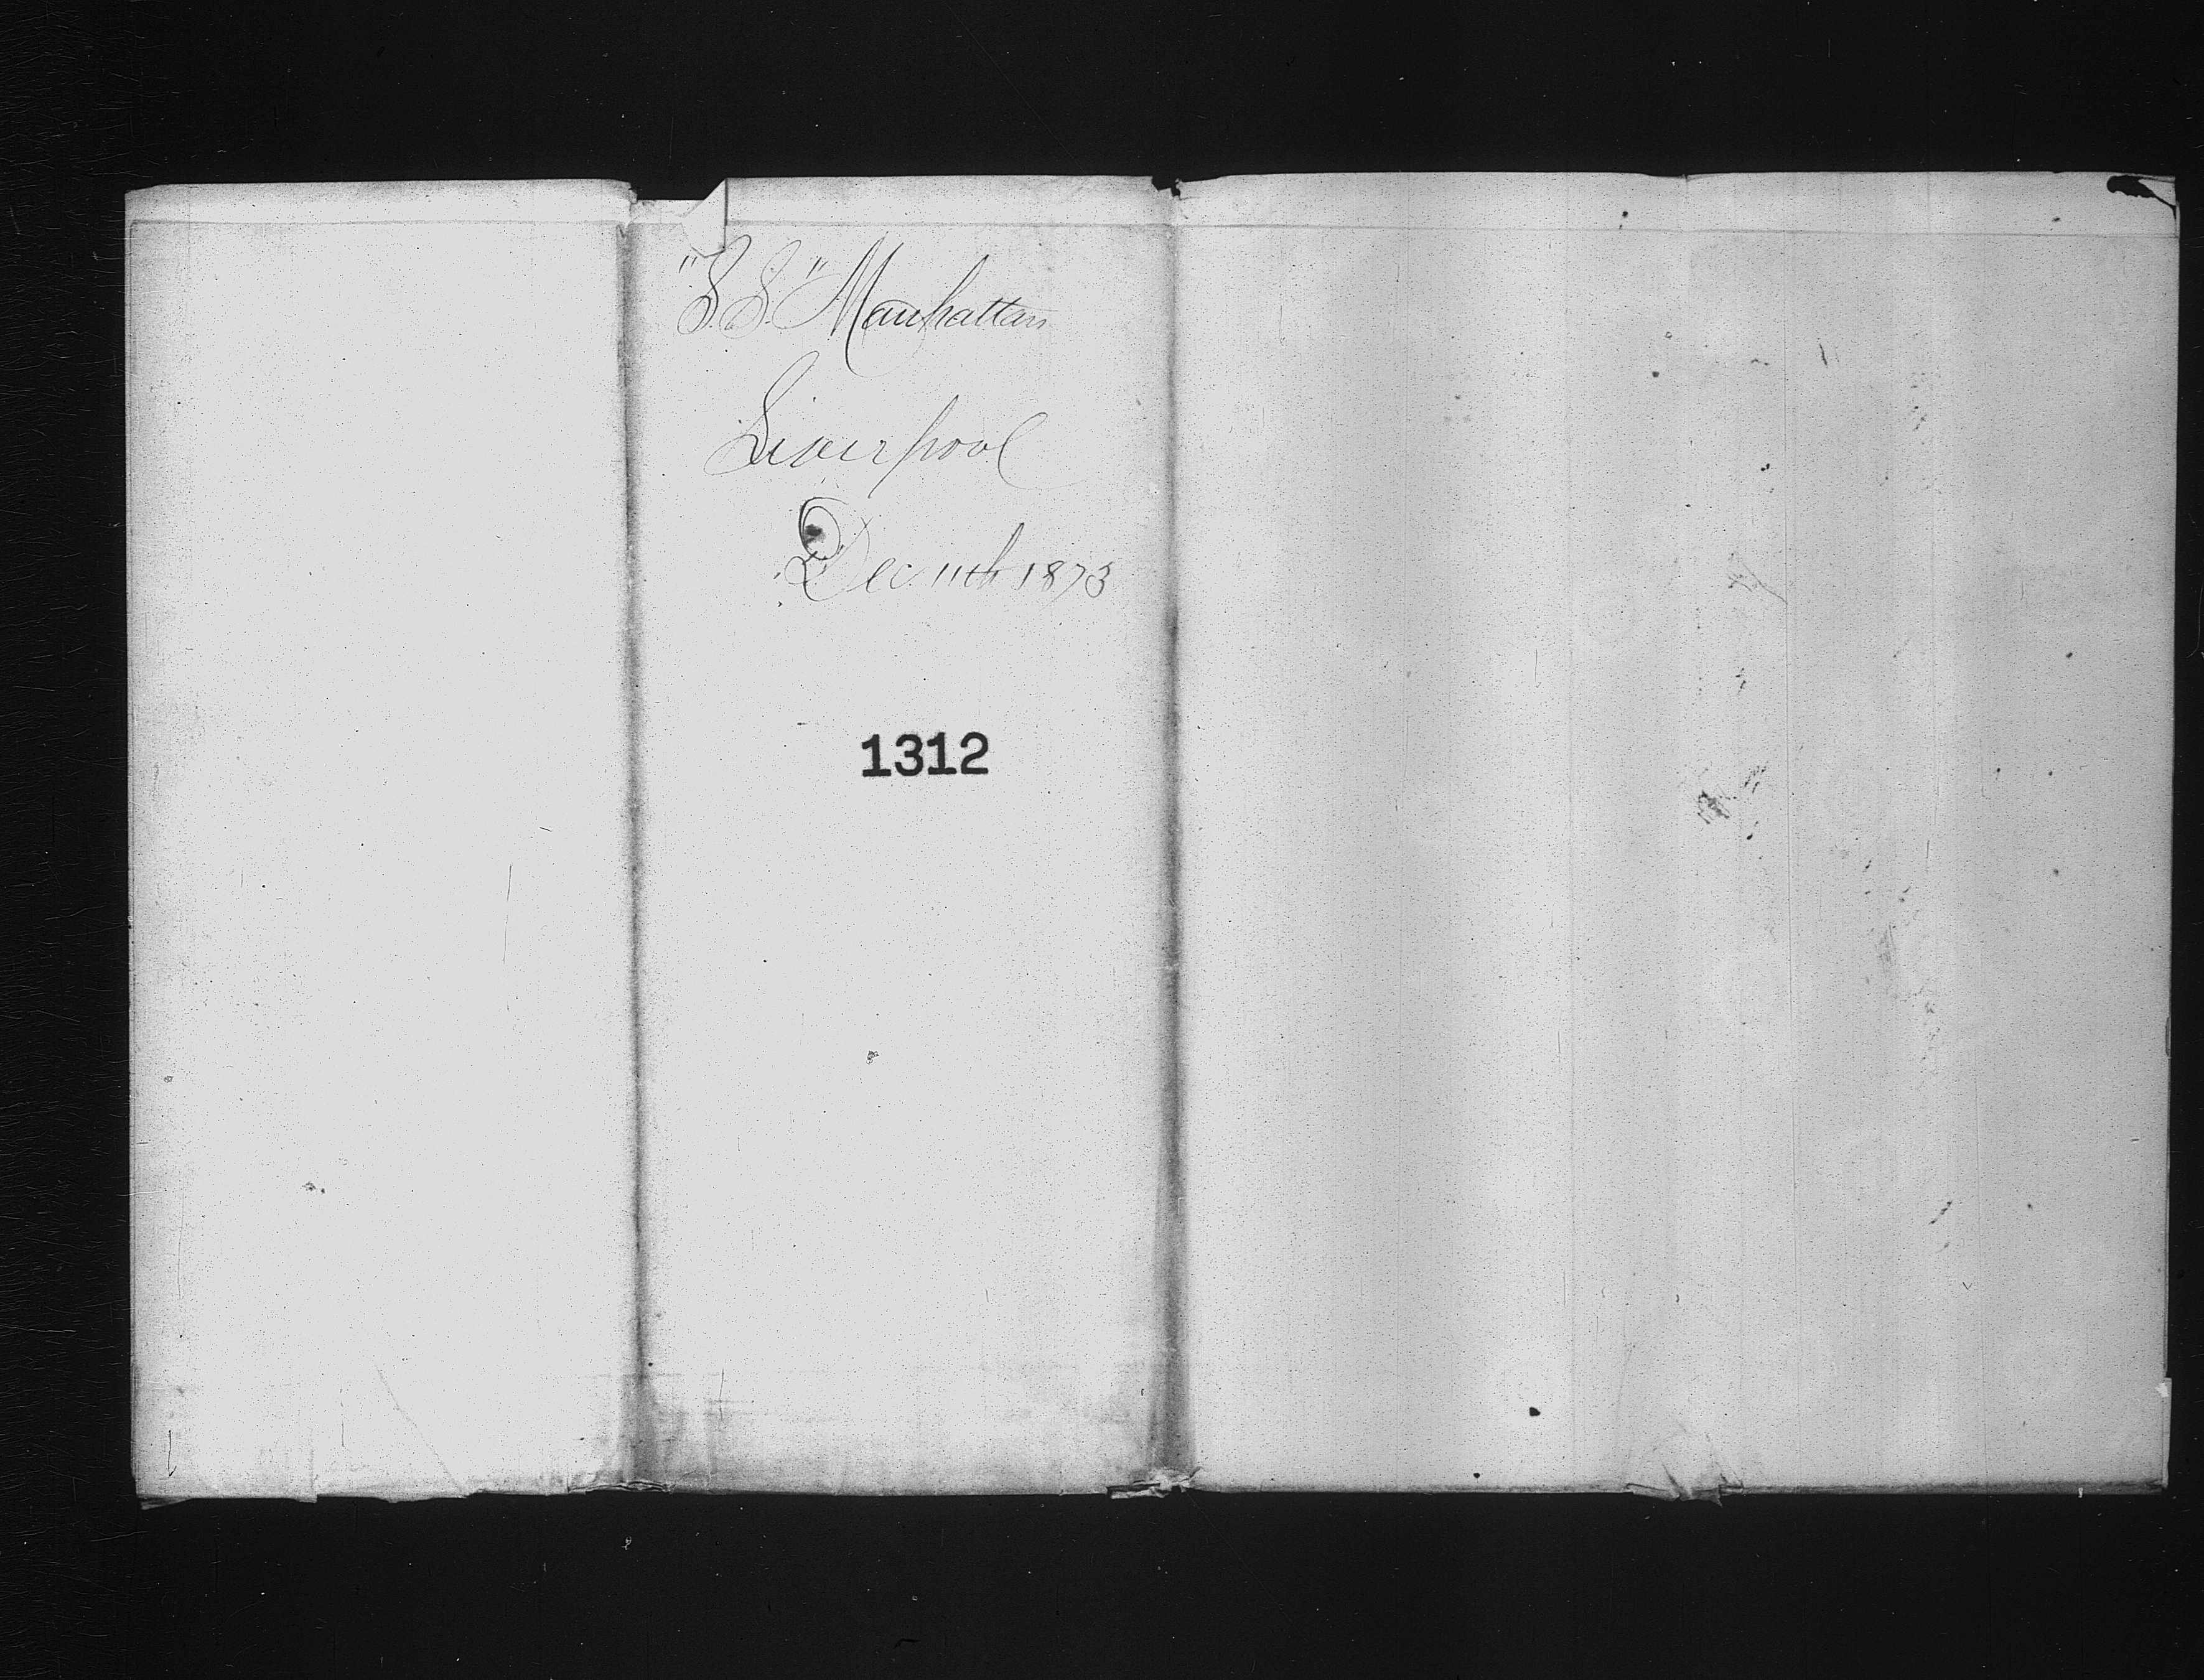 "S.S." Manhattan
Liverpool
Dec 11th 1873
1312